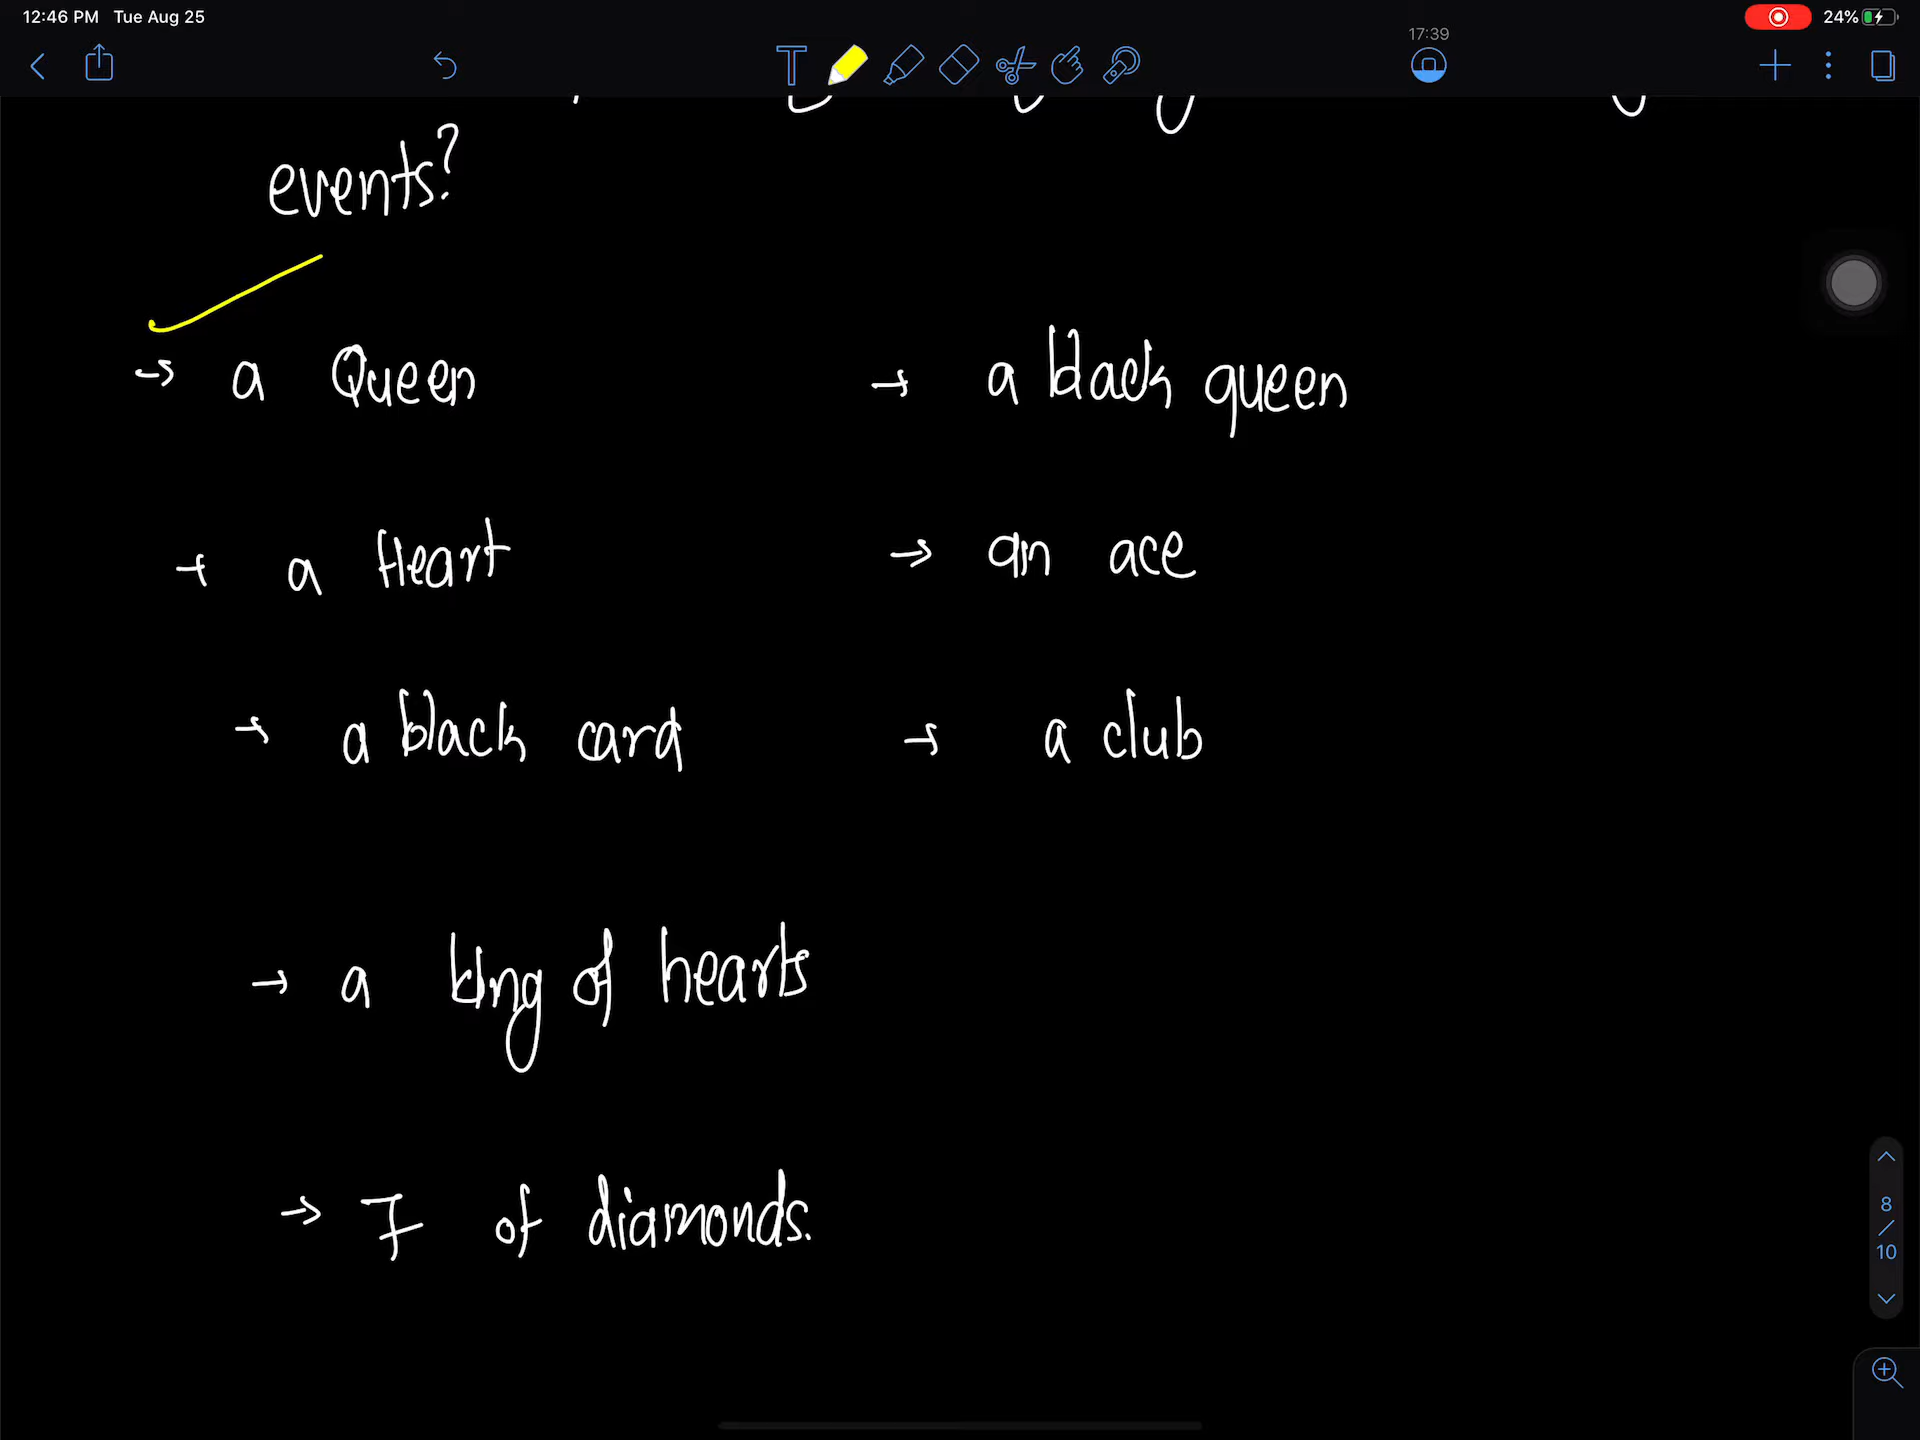 12:46 PM Tue Aug 25
24%
17:39
events?
→ a Queen
→ a black queen
→ a Heart
→ an ace
→ a black card
→ a club
→ a king of hearts
→ 7 of diamonds.
8
/
10